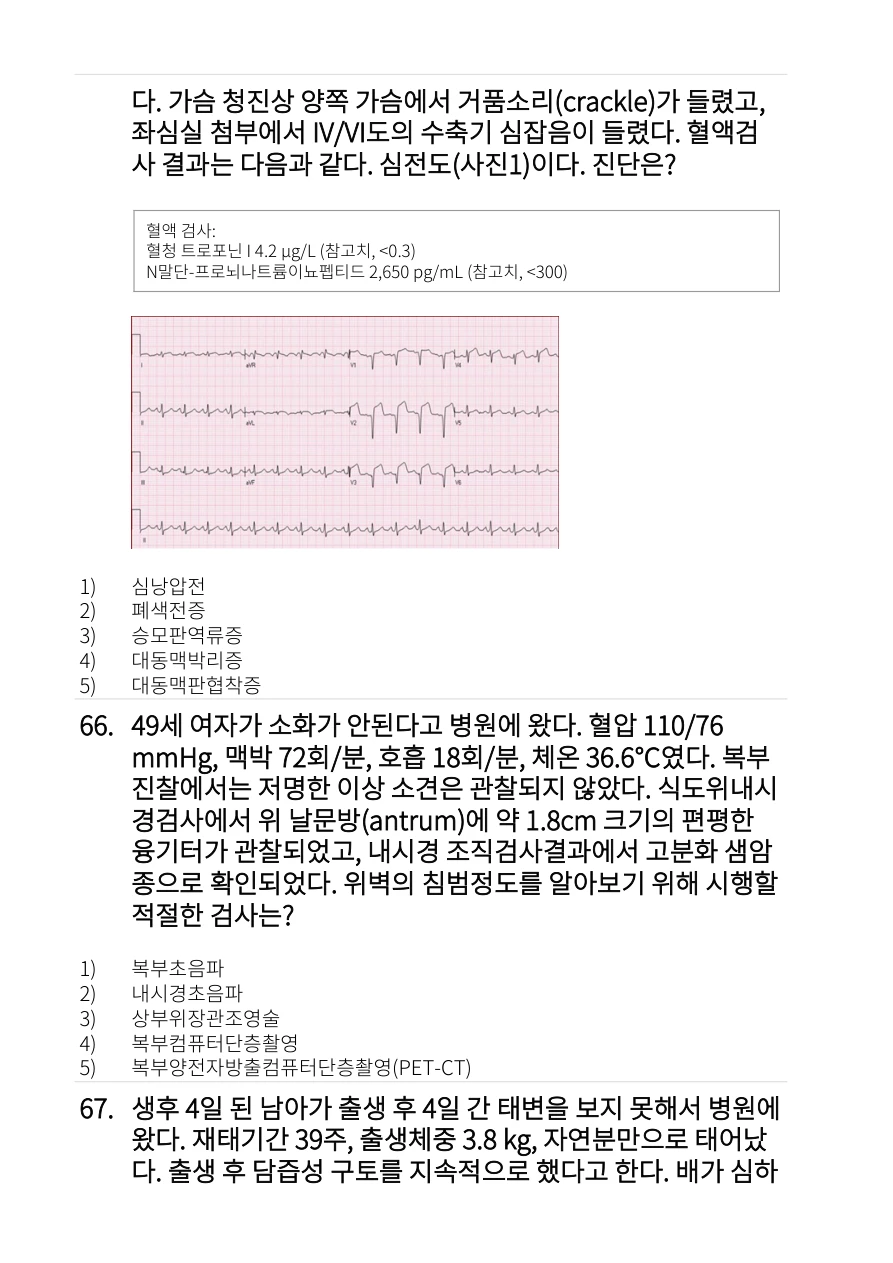 다. 가슴 청진상 양쪽 가슴에서 거품소리(crackle)가 들렸고,
좌심실 첨부에서 IV/VI도의 수축기 심잡음이 들렸다. 혈액검
사 결과는 다음과 같다. 심전도(사진1)이다. 진단은?
혈액 검사:
혈청 트로포닌 I 4.2 μg/L (참고치, <0.3)
N말단-프로뇌나트륨이뇨펩티드 2,650 pg/mL (참고치, <300)
I aVR V1 V4
II aVL V2 V5
III aVF V3 V6
II
1) 심낭압전
2) 폐색전증
3) 승모판역류증
4) 대동맥박리증
5) 대동맥판협착증
66. 49세 여자가 소화가 안된다고 병원에 왔다. 혈압 110/76
mmHg, 맥박 72회/분, 호흡 18회/분, 체온 36.6°C였다. 복부
진찰에서는 저명한 이상 소견은 관찰되지 않았다. 식도위내시
경검사에서 위 날문방(antrum)에 약 1.8cm 크기의 편평한
융기터가 관찰되었고, 내시경 조직검사결과에서 고분화 샘암
종으로 확인되었다. 위벽의 침범정도를 알아보기 위해 시행할
적절한 검사는?
1) 복부초음파
2) 내시경초음파
3) 상부위장관조영술
4) 복부컴퓨터단층촬영
5) 복부양전자방출컴퓨터단층촬영(PET-CT)
67. 생후 4일 된 남아가 출생 후 4일 간 태변을 보지 못해서 병원에
왔다. 재태기간 39주, 출생체중 3.8 kg, 자연분만으로 태어났
다. 출생 후 담즙성 구토를 지속적으로 했다고 한다. 배가 심하